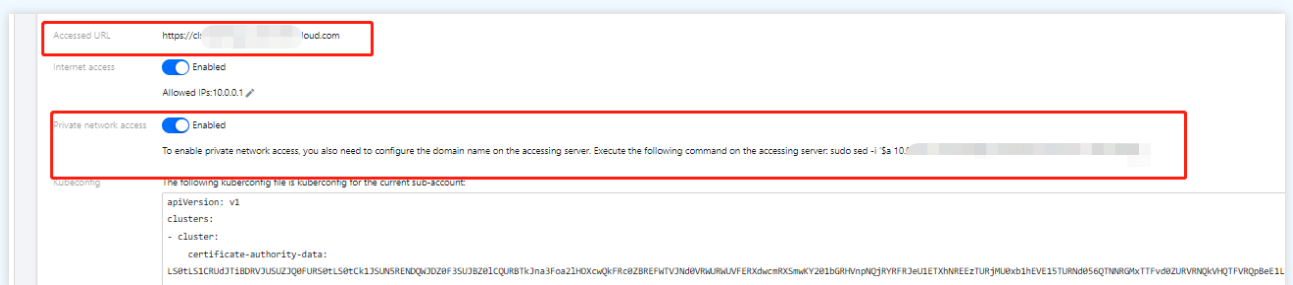 Accessed URL https://cl loud.com
Internet access Enabled
Allowed IPs:10.0.0.1
Private network access Enabled
To enable private network access, you also need to configure the domain name on the accessing server. Execute the following command on the accessing server: sudo sed -i '$a 10.
Kubeconfig The following kuberconfig file is kuberconfig for the current sub-account:
apiVersion: v1
clusters:
- cluster:
certificate-authority-data: